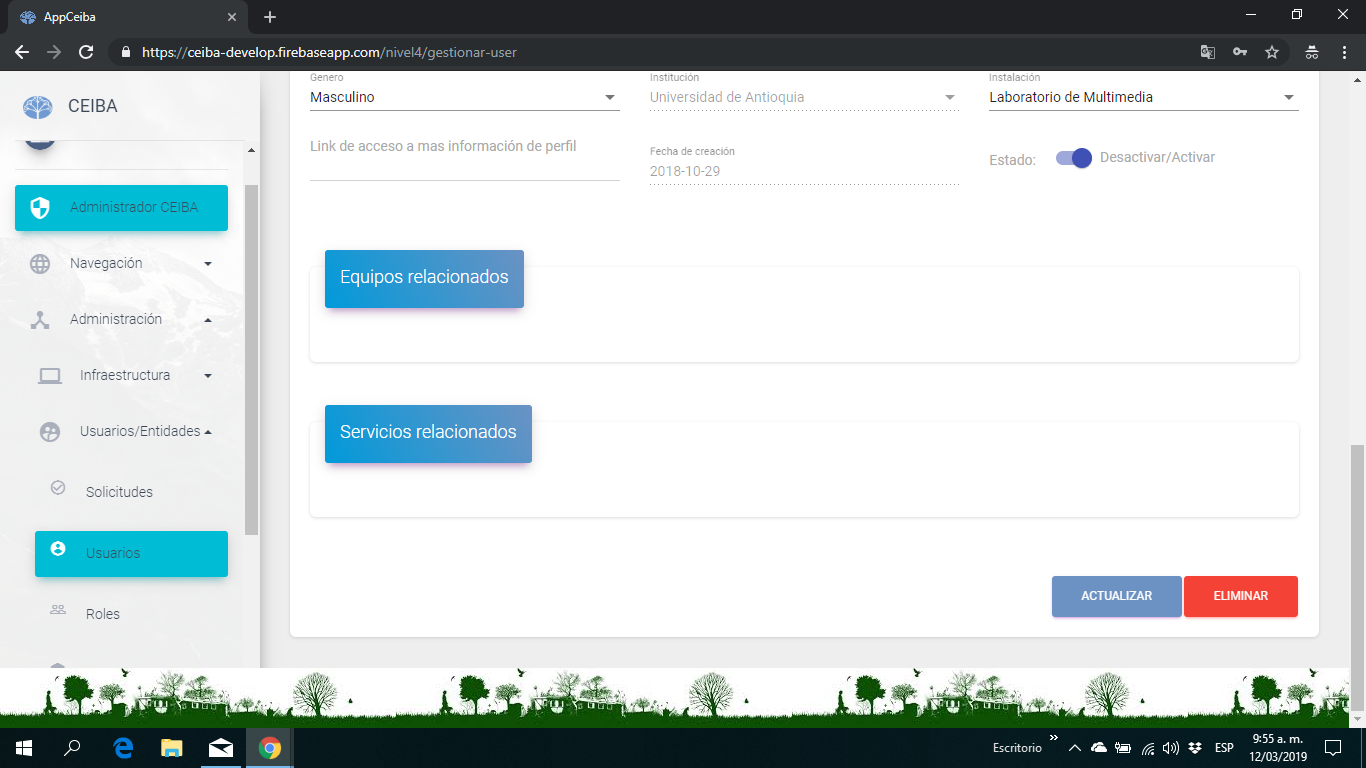 AppCeiba
https://ceiba-develop.firebaseapp.com/nivel4/gestionar-user
CEIBA
Administrador CEIBA
Navegación
Administración
Infraestructura
Usuarios/Entidades
Solicitudes
Usuarios
Roles
Genero
Institución
Instalación
Masculino
Universidad de Antioquia
Laboratorio de Multimedia
Link de acceso a mas información de perfil
Fecha de creación
2018-10-29
Estado:
Desactivar/Activar
Equipos relacionados
Servicios relacionados
ACTUALIZAR
ELIMINAR
Escritorio
ESP
9:55 a. m.
12/03/2019